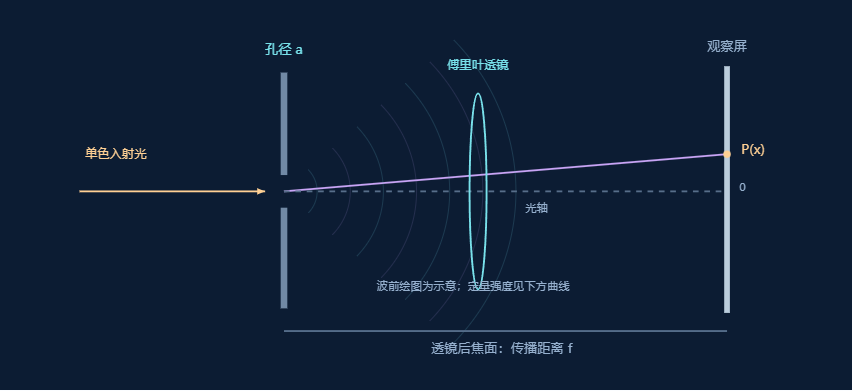 孔径 a
观察屏
傅里叶透镜
单色入射光
P(x)
0
光轴
波前绘图为示意；定量强度见下方曲线
透镜后焦面：传播距离 f